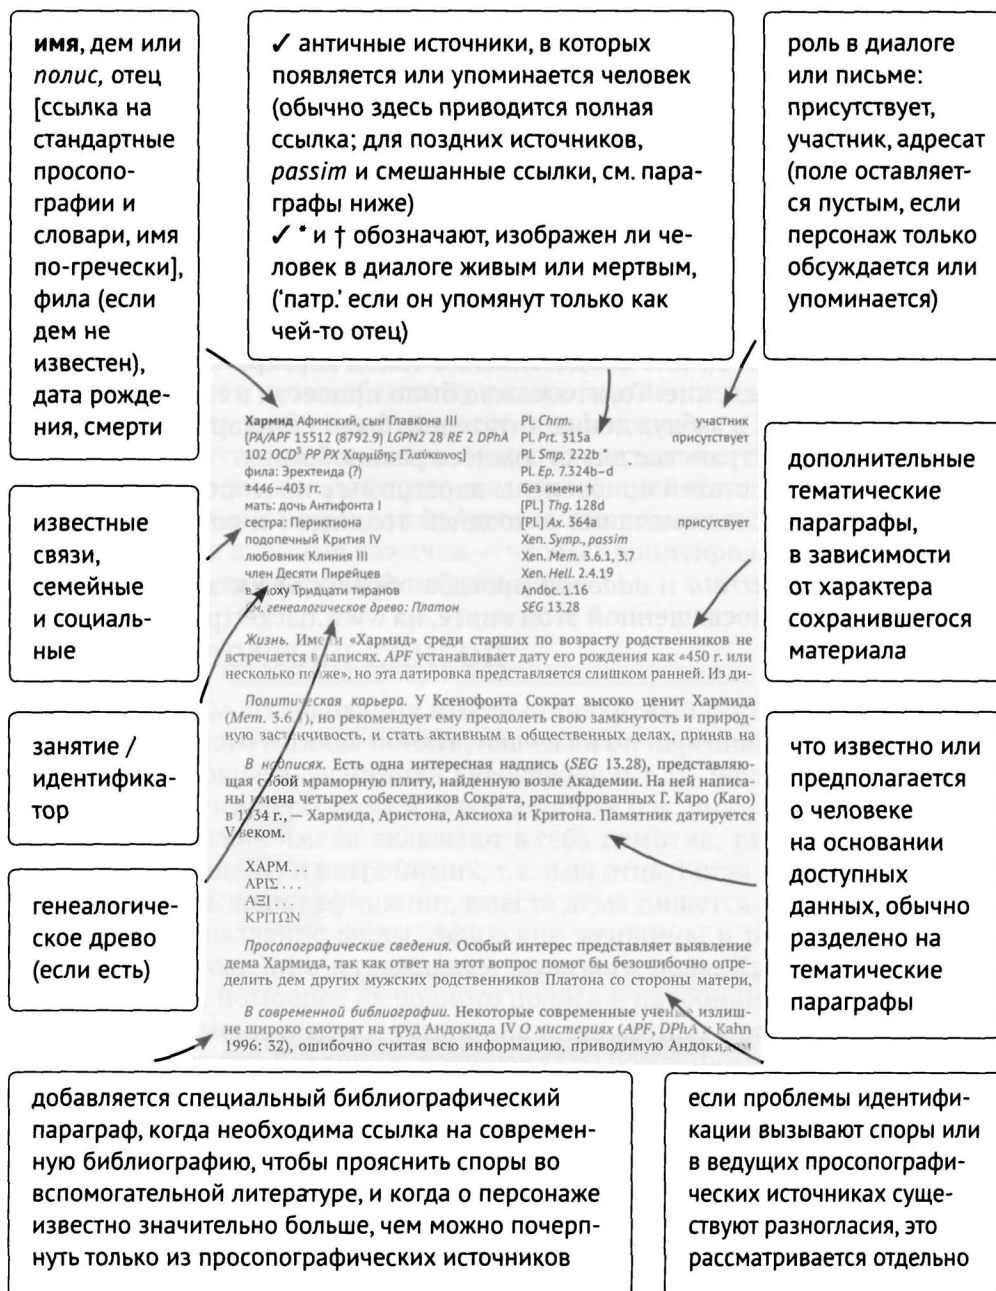 имя, дем или
полис, отец
[ссылка на
стандартные
просопо-
графии и
словари, имя
по-гречески],
фила (если
дем не
известен),
дата рожде-
ния, смерти
✓ античные источники, в которых
появляется или упоминается человек
(обычно здесь приводится полная
ссылка; для поздних источников,
passim и смешанные ссылки, см. пара-
графы ниже)
✓ * и † обозначают, изображен ли че-
ловек в диалоге живым или мертвым,
('патр.' если он упомянут только как
чей-то отец)
роль в диалоге
или письме:
присутствует,
участник, адресат
(поле оставляет-
ся пустым, если
персонаж только
обсуждается или
упоминается)
известные
связи,
семейные
и социаль-
ные
занятие /
идентифика-
тор
генеалогиче-
ское древо
(если есть)
Хармид Афинский, сын Главкона III
[PA/APF 15512 (8792.9) LGPN2 28 RE 2 DPhA
102 OCD³ PP PX Χαρμίδης Γλαύκωνος]
фила: Эрехтеида (?)
≈446–403 гг.
мать: дочь Антифонта I
сестра: Периктиона
подопечный Крития IV
любовник Клиния III
член Десяти Пирейцев
в эпоху Тридцати тиранов
См. генеалогическое древо: Платон
Pl. Chrm.
Pl. Prt. 315a
Pl. Smp. 222b *
Pl. Ep. 7.324b–d
без имени †
[PL] Thg. 128d
[PL] Ax. 364a
Xen. Symp., passim
Xen. Mem. 3.6.1, 3.7
Xen. Hell. 2.4.19
Andoc. 1.16
SEG 13.28
участник
присутствует
присутсвует
Жизнь. Имени «Хармид» среди старших по возрасту родственников не
встречается в записях. APF устанавливает дату его рождения как «450 г. или
несколько позже», но эта датировка представляется слишком ранней. Из ди-
Политическая карьера. У Ксенофонта Сократ высоко ценит Хармида
(Mem. 3.6.1), но рекомендует ему преодолеть свою замкнутость и природ-
ную застенчивость, и стать активным в общественных делах, приняв на
В надписях. Есть одна интересная надпись (SEG 13.28), представляю-
щая собой мраморную плиту, найденную возле Академии. На ней написа-
ны имена четырех собеседников Сократа, расшифрованных Г. Каро (Karo)
в 1934 г., — Хармида, Аристона, Аксиоха и Критона. Памятник датируется
V веком.
ΧΑΡΜ…
ΑΡΙΣ…
ΑΞΙ…
ΚΡΙΤΩΝ
Просопографические сведения. Особый интерес представляет выявление
дема Хармида, так как ответ на этот вопрос помог бы безошибочно опре-
делить дем других мужских родственников Платона со стороны матери,
В современной библиографии. Некоторые современные ученые излиш-
не широко смотрят на труд Андокида IV О мистериях (APF, DPhA и Kahn
1996: 32), ошибочно считая всю информацию, приводимую Андокидом
дополнительные
тематические
параграфы,
в зависимости
от характера
сохранившегося
материала
что известно или
предполагается
о человеке
на основании
доступных
данных, обычно
разделено на
тематические
параграфы
добавляется специальный библиографический
параграф, когда необходима ссылка на современ-
ную библиографию, чтобы прояснить споры во
вспомогательной литературе, и когда о персонаже
известно значительно больше, чем можно почерп-
нуть только из просопографических источников
если проблемы идентифи-
кации вызывают споры или
в ведущих просопографи-
ческих источниках суще-
ствуют разногласия, это
рассматривается отдельно